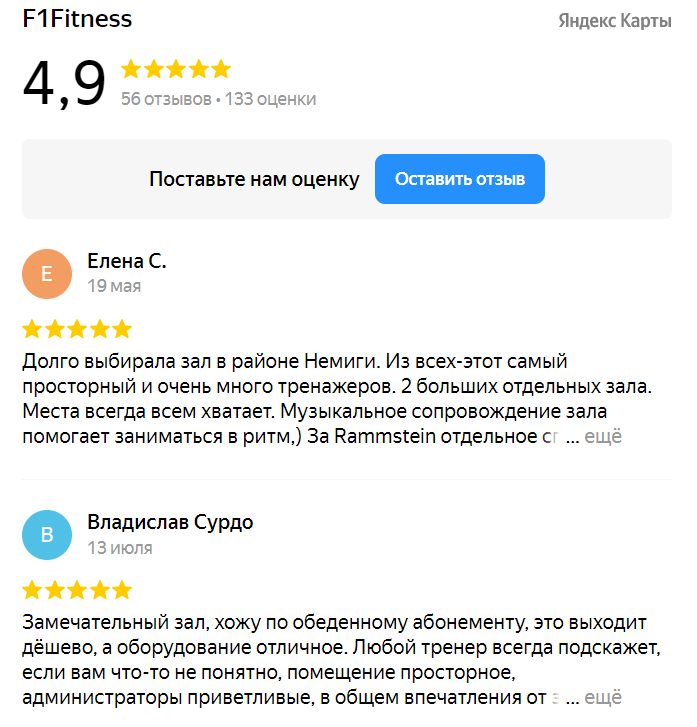 F1Fitness
Яндекс Карты
4,9
56 отзывов • 133 оценки
Поставьте нам оценку
Оставить отзыв
Е
Елена С.
19 мая
Долго выбирала зал в районе Немиги. Из всех-этот самый
просторный и очень много тренажеров. 2 больших отдельных зала.
Места всегда всем хватает. Музыкальное сопровождение зала
помогает заниматься в ритм,) За Rammstein отдельное ... ещё
В
Владислав Сурдо
13 июля
Замечательный зал, хожу по обеденному абонементу, это выходит
дёшево, а оборудование отличное. Любой тренер всегда подскажет,
если вам что-то не понятно, помещение просторное,
администраторы приветливые, в общем впечатления от ... ещё